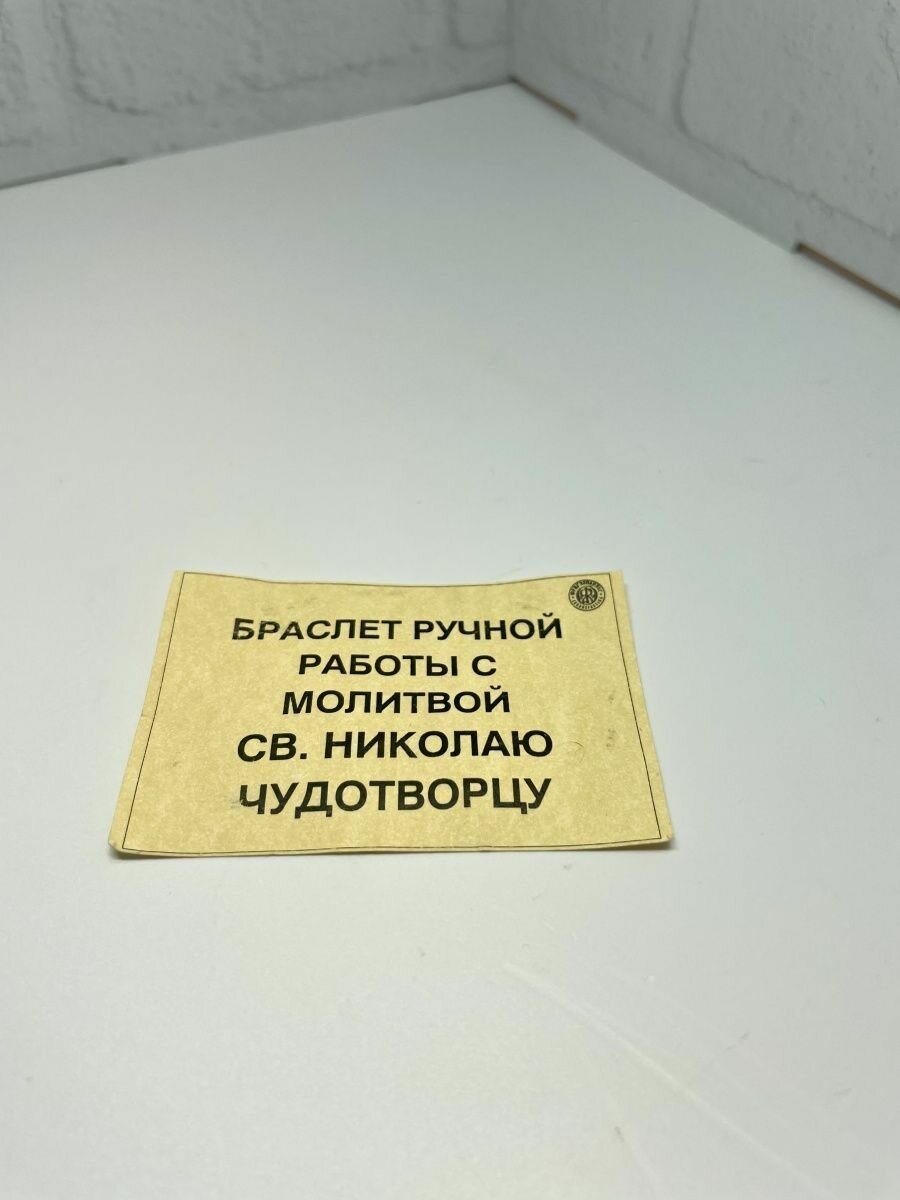 БРАСЛЕТ РУЧНОЙ
РАБОТЫ С
МОЛИТВОЙ
СВ. НИКОЛАЮ
ЧУДОТВОРЦУ